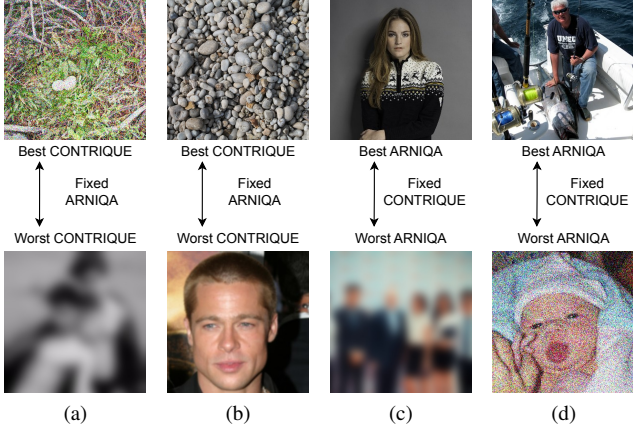 UMEC
Best CONTRIQUE Best CONTRIQUE Best ARNIQA Best ARNIQA
Fixed Fixed Fixed Fixed
ARNIQA ARNIQA CONTRIQUE CONTRIQUE
Worst CONTRIQUE Worst CONTRIQUE Worst ARNIQA Worst ARNIQA
(a) (b) (c) (d)